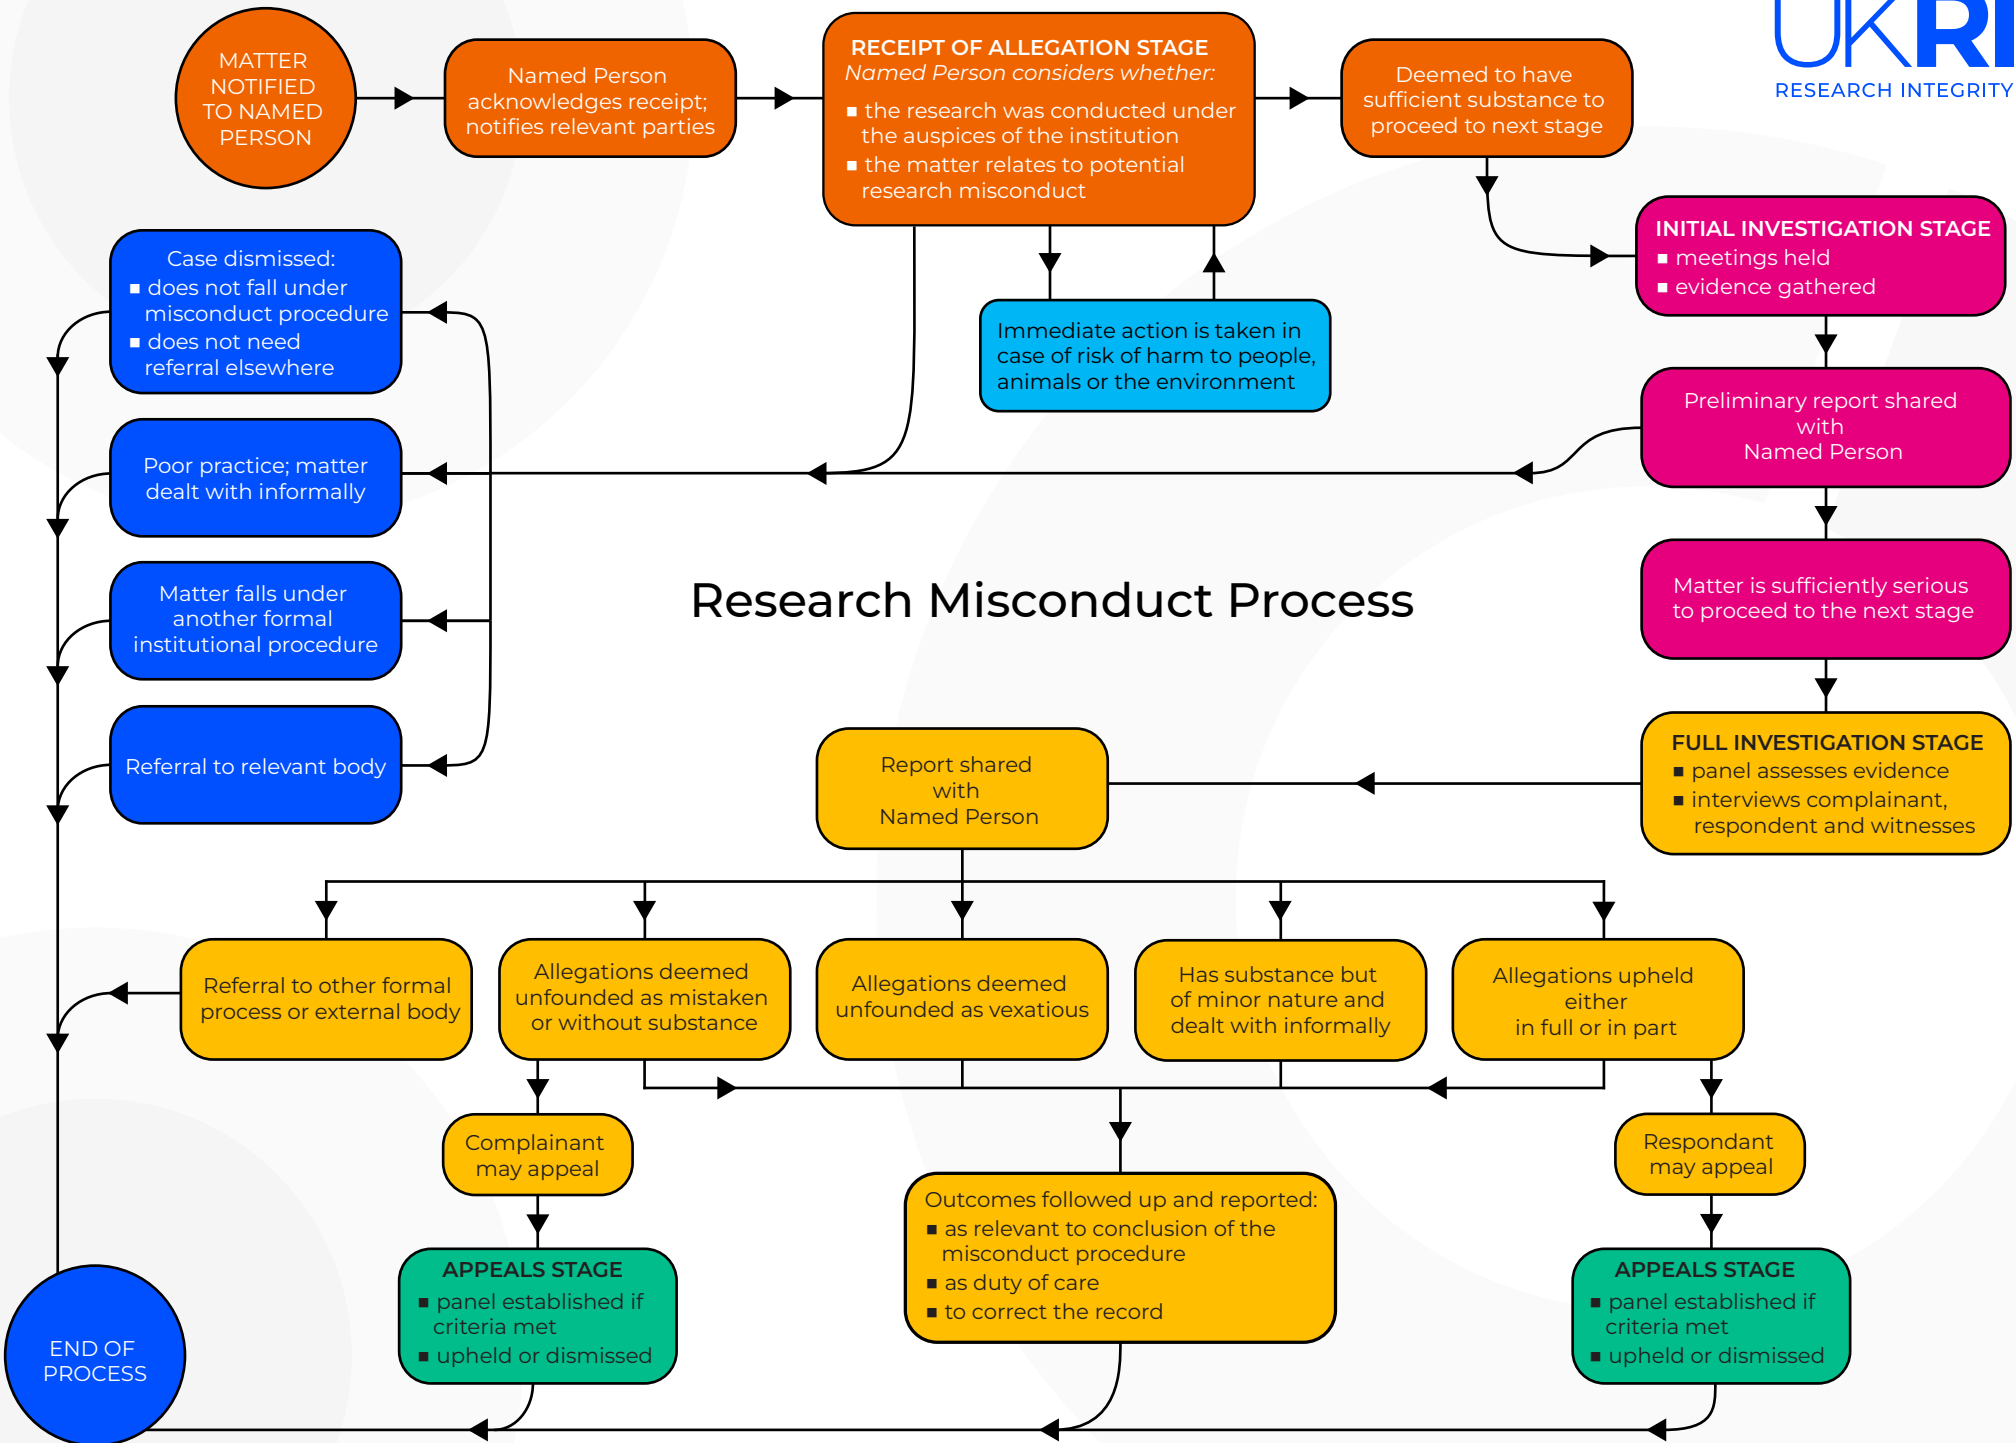 MATTER
NOTIFIED
TO NAMED
PERSON
Named Person
acknowledges receipt;
notifies relevant parties
RECEIPT OF ALLEGATION STAGE
Named Person considers whether:
■ the research was conducted under
the auspices of the institution
■ the matter relates to potential
research misconduct
Deemed to have
sufficient substance to
proceed to next stage
UKRI
RESEARCH INTEGRITY
INITIAL INVESTIGATION STAGE
■ meetings held
■ evidence gathered
Case dismissed:
■ does not fall under
misconduct procedure
■ does not need
referral elsewhere
Immediate action is taken in
case of risk of harm to people,
animals or the environment
Preliminary report shared
with
Named Person
Poor practice; matter
dealt with informally
Matter falls under
another formal
institutional procedure
Research Misconduct Process
Matter is sufficiently serious
to proceed to the next stage
Referral to relevant body
Report shared
with
Named Person
FULL INVESTIGATION STAGE
■ panel assesses evidence
■ interviews complainant,
respondent and witnesses
Referral to other formal
process or external body
Allegations deemed
unfounded as mistaken
or without substance
Allegations deemed
unfounded as vexatious
Has substance but
of minor nature and
dealt with informally
Allegations upheld
either
in full or in part
Complainant
may appeal
Respondant
may appeal
Outcomes followed up and reported:
■ as relevant to conclusion of the
misconduct procedure
■ as duty of care
■ to correct the record
APPEALS STAGE
■ panel established if
criteria met
■ upheld or dismissed
APPEALS STAGE
■ panel established if
criteria met
■ upheld or dismissed
END OF
PROCESS